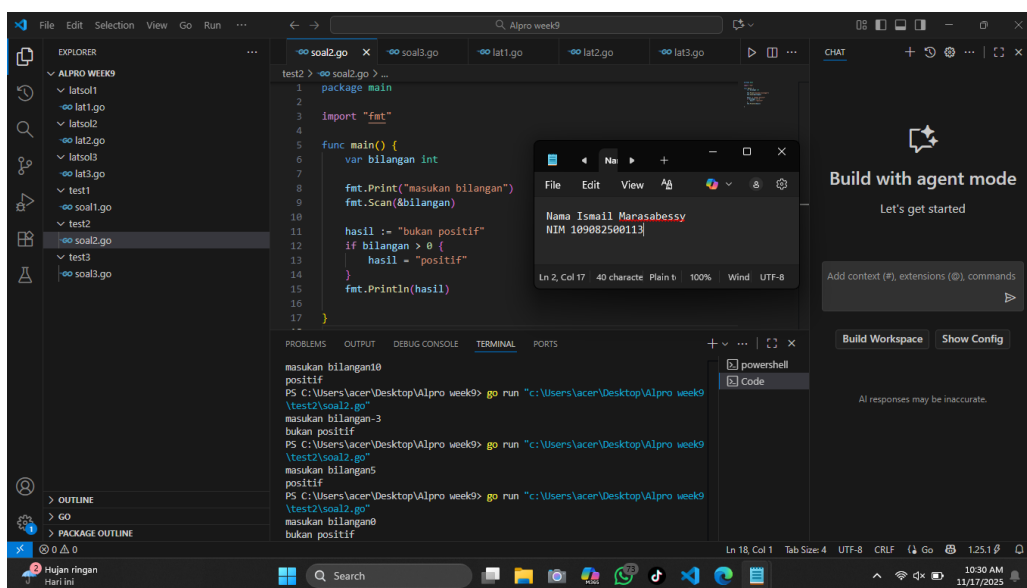 File Edit Selection View Go Run ...
Alpro week9
EXPLORER
ALPRO WEEK9
latsol1
lat1.go
latsol2
lat2.go
latsol3
lat3.go
test1
soal1.go
test2
soal2.go
test3
soal3.go
OUTLINE
GO
PACKAGE OUTLINE
soal2.go soal3.go lat1.go lat2.go lat3.go
test2 > soal2.go > ...
1 package main
2
3 import "fmt"
4
5 func main() {
6 var bilangan int
7
8 fmt.Print("masukan bilangan")
9 fmt.Scan(&bilangan)
10
11 hasil := "bukan positif"
12 if bilangan > 0 {
13 hasil = "positif"
14 }
15 fmt.Println(hasil)
16
17 }
File Edit View
Nama Ismail Marasabessy
NIM 109082500113
Ln 2, Col 17 40 characte Plain t 100% Wind UTF-8
PROBLEMS OUTPUT DEBUG CONSOLE TERMINAL PORTS
masukan bilangan10
positif
PS C:\Users\acer\Desktop\Alpro week9> go run "c:\Users\acer\Desktop\Alpro week9
\test2\soal2.go"
masukan bilangan-3
bukan positif
PS C:\Users\acer\Desktop\Alpro week9> go run "c:\Users\acer\Desktop\Alpro week9
\test2\soal2.go"
masukan bilangan5
positif
PS C:\Users\acer\Desktop\Alpro week9> go run "c:\Users\acer\Desktop\Alpro week9
\test2\soal2.go"
masukan bilangan0
bukan positif
powershell
Code
CHAT
Build with agent mode
Let's get started
Add context (#), extensions (@), commands
Build Workspace Show Config
AI responses may be inaccurate.
0 0
Ln 18, Col 1 Tab Size: 4 UTF-8 CRLF Go 1.25.1
2 Hujan ringan
Hari ini
Search
73
10:30 AM
11/17/2025